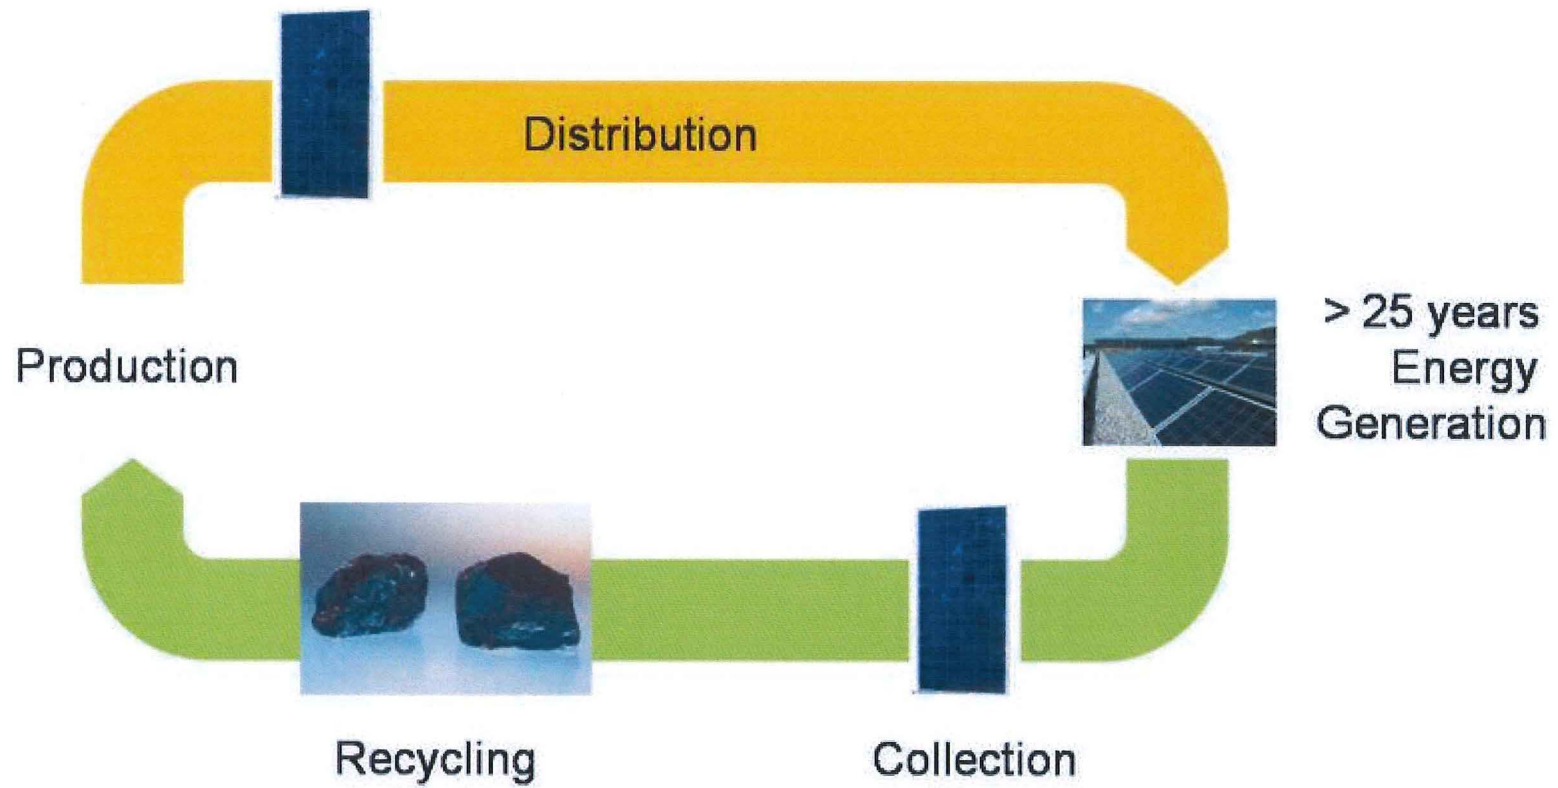 Distribution
Production
> 25 years
Energy
Generation
Recycling
Collection